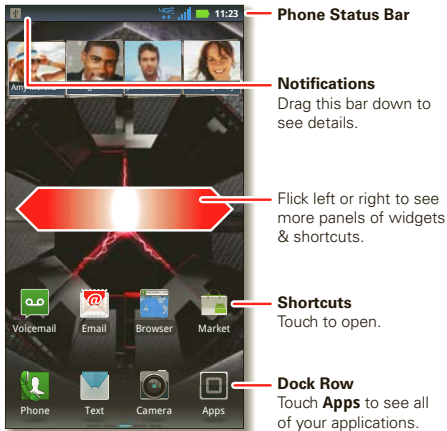 4GE
11:23
Phone Status Bar
Notifications
Drag this bar down to
see details.
Flick left or right to see
more panels of widgets
& shortcuts.
Voicemail Email Browser Market
Shortcuts
Touch to open.
Phone Text Camera Apps
Dock Row
Touch Apps to see all
of your applications.